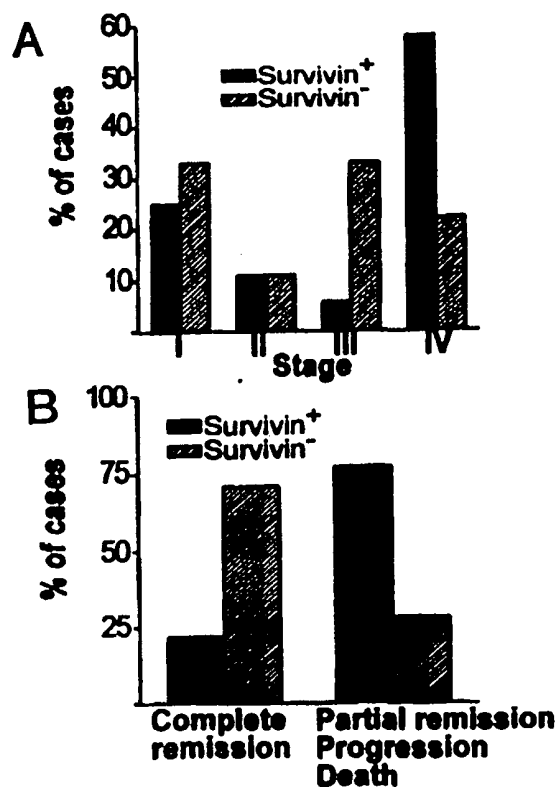 A
% of cases
60
50
40
30
20
10
Survivin+
Survivin-
I II III IV
Stage
B
% of cases
100
75
50
25
Survivin+
Survivin-
Complete remission
Partial remission
Progression
Death